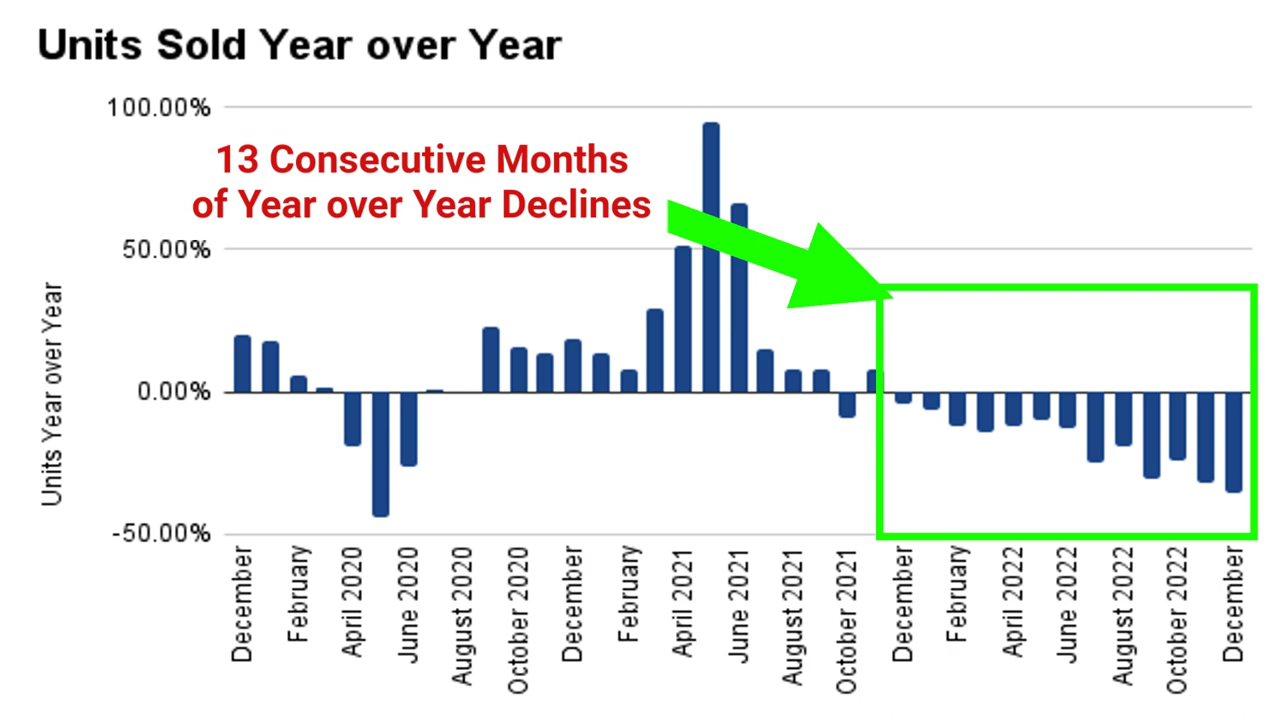 Units Sold Year over Year
100.00%
13 Consecutive Months
of Year over Year Declines
50.00%
0.00%
-50.00%
Units Year over Year
December
February
April 2020
June 2020
August 2020
October 2020
December
February
April 2021
June 2021
August 2021
October 2021
December
February
April 2022
June 2022
August 2022
October 2022
December